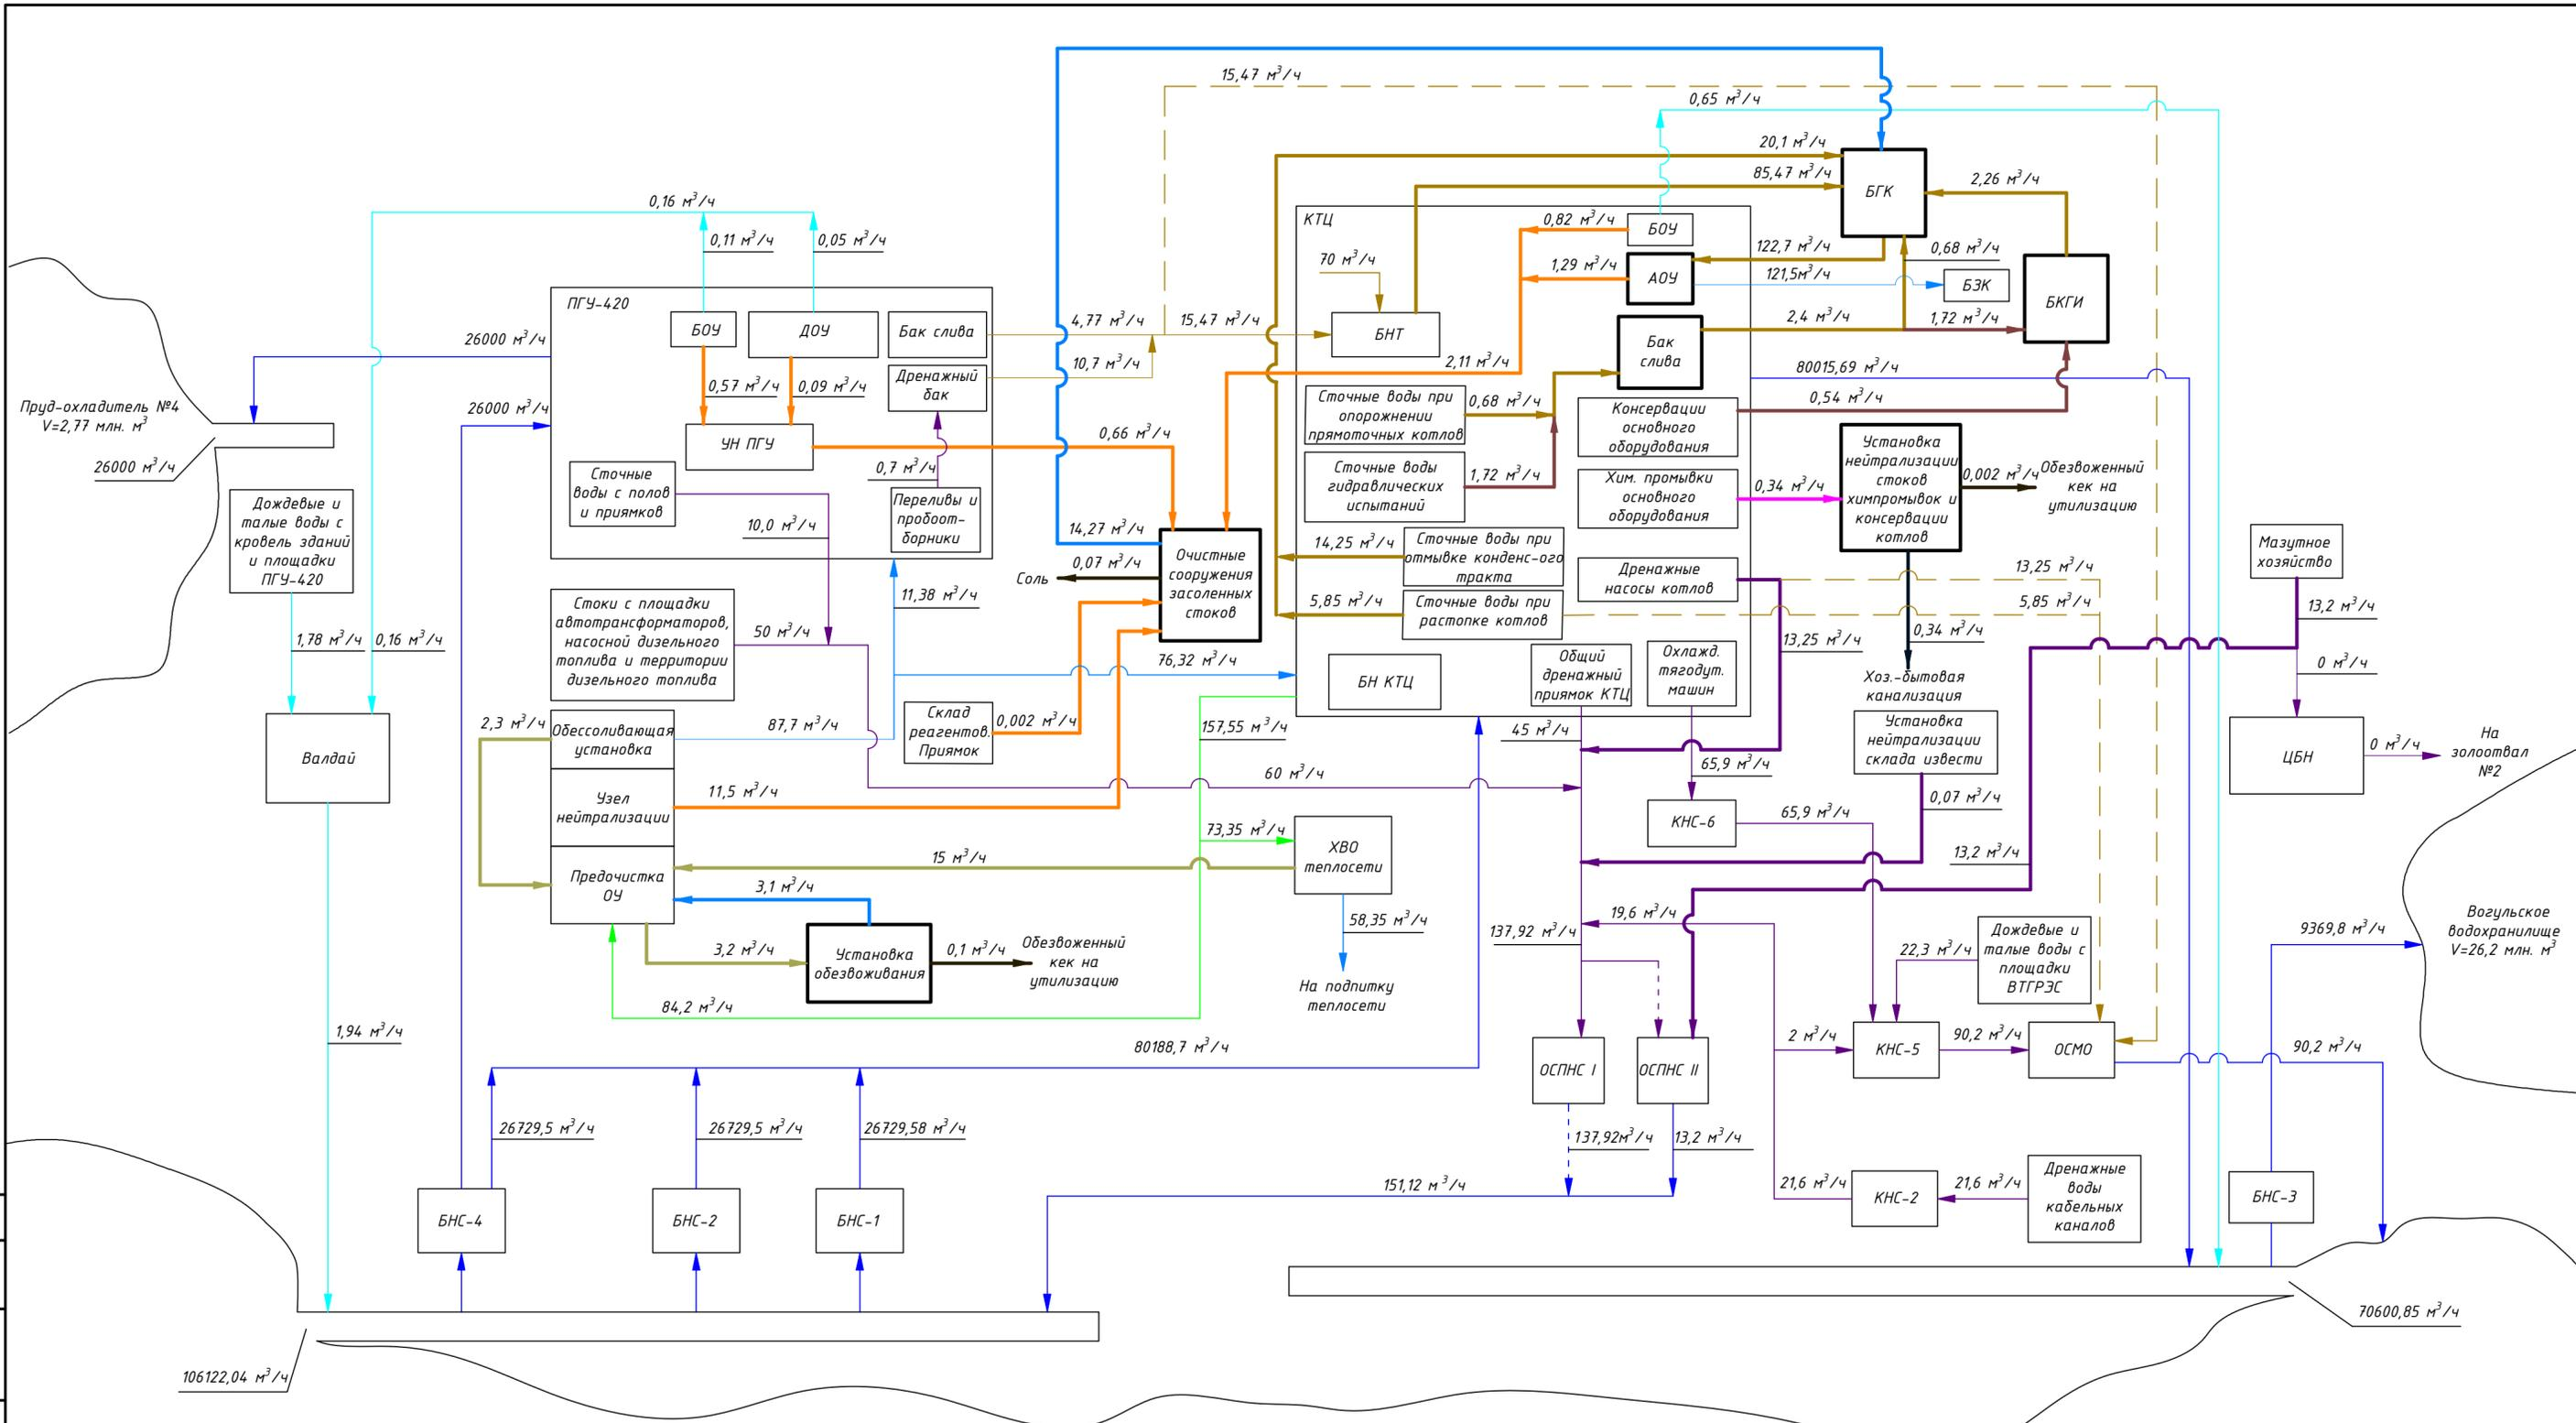 15,47 м³/ч
0,65 м³/ч
20,1 м³/ч
85,47 м³/ч
БГК
2,26 м³/ч
0,16 м³/ч
0,11 м³/ч
0,05 м³/ч
КТЦ
0,82 м³/ч
БОУ
122,7 м³/ч
0,68 м³/ч
70 м³/ч
1,29 м³/ч
АОУ
121,5м³/ч
БЗК
БКГИ
ПГУ-420
26000 м³/ч
БОУ
ДОУ
Бак слива
4,77 м³/ч
15,47 м³/ч
БНТ
Бак
слива
2,4 м³/ч
1,72 м³/ч
10,7 м³/ч
2,11 м³/ч
80015,69 м³/ч
0,57 м³/ч
0,09 м³/ч
Дренажный
бак
Пруд-охладитель №4
V=2,77 млн. м³
26000 м³/ч
26000 м³/ч
УН ПГУ
0,66 м³/ч
0,7 м³/ч
Сточные воды при
опорожнении
прямоточных котлов
0,68 м³/ч
Консервации
основного
оборудования
0,54 м³/ч
Сточные
воды с полов
и приямков
Переливы и
пробоот-
борники
Сточные воды
гидравлических
испытаний
1,72 м³/ч
Хим. промывки
основного
оборудования
0,34 м³/ч
Установка
нейтрализации
стоков
химпромывок и
консервации
котлов
0,002 м³/ч
Обезвоженный
кек на
утилизацию
Дождевые и
талые воды с
кровель зданий
и площадки
ПГУ-420
10,0 м³/ч
14,27 м³/ч
0,07 м³/ч
Соль
Очистные
сооружения
засоленных
стоков
14,25 м³/ч
Сточные воды при
отмывке конденс-ого
тракта
5,85 м³/ч
Сточные воды при
растопке котлов
Дренажные
насосы котлов
13,25 м³/ч
5,85 м³/ч
Мазутное
хозяйство
13,2 м³/ч
1,78 м³/ч
0,16 м³/ч
Стоки с площадки
автотрансформаторов,
насосной дизельного
топлива и территории
дизельного топлива
50 м³/ч
11,38 м³/ч
76,32 м³/ч
БН КТЦ
Общий
дренажный
приямок КТЦ
Охлажд.
тягодут.
машин
13,25 м³/ч
0,34 м³/ч
Хоз.-бытовая
канализация
0 м³/ч
Валдай
2,3 м³/ч
Обессоливающая
установка
87,7 м³/ч
Склад
реагентов.
Приямок
0,002 м³/ч
157,55 м³/ч
45 м³/ч
65,9 м³/ч
Установка
нейтрализации
склада извести
ЦБН
0 м³/ч
На
золоотвал
№2
Узел
нейтрализации
11,5 м³/ч
60 м³/ч
КНС-6
65,9 м³/ч
0,07 м³/ч
Предочистка
ОУ
15 м³/ч
73,35 м³/ч
ХВО
теплосети
13,2 м³/ч
3,1 м³/ч
58,35 м³/ч
19,6 м³/ч
137,92 м³/ч
3,2 м³/ч
Установка
обезвоживания
0,1 м³/ч
Обезвоженный
кек на
утилизацию
На подпитку
теплосети
22,3 м³/ч
Дождевые и
талые воды с
площадки
ВТГРЭС
9369,8 м³/ч
Вогульское
водохранилище
V=26,2 млн. м³
84,2 м³/ч
1,94 м³/ч
80188,7 м³/ч
ОСПНС I
ОСПНС II
2 м³/ч
КНС-5
90,2 м³/ч
ОСМО
90,2 м³/ч
26729,5 м³/ч
26729,5 м³/ч
26729,58 м³/ч
137,92м³/ч
13,2 м³/ч
БНС-4
БНС-2
БНС-1
151,12 м³/ч
21,6 м³/ч
КНС-2
21,6 м³/ч
Дренажные
воды
кабельных
каналов
БНС-3
106122,04 м³/ч
70600,85 м³/ч